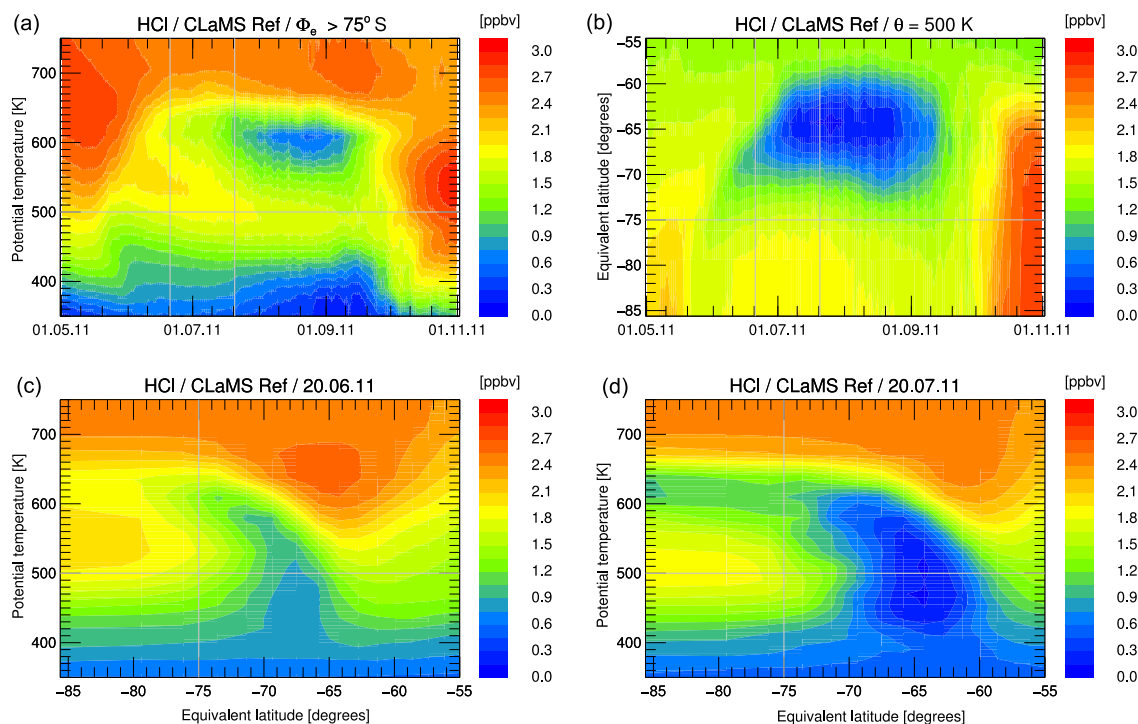 (a)
HCl / CLaMS Ref / Φe > 75° S
[ppbv]
Potential temperature [K]
700
600
500
400
01.05.11 01.07.11 01.09.11 01.11.11
3.0
2.7
2.4
2.1
1.8
1.5
1.2
0.9
0.6
0.3
0.0
(b)
HCl / CLaMS Ref / θ = 500 K
[ppbv]
Equivalent latitude [degrees]
−55
−60
−65
−70
−75
−80
−85
01.05.11 01.07.11 01.09.11 01.11.11
3.0
2.7
2.4
2.1
1.8
1.5
1.2
0.9
0.6
0.3
0.0
(c)
HCl / CLaMS Ref / 20.06.11
[ppbv]
Potential temperature [K]
700
600
500
400
−85 −80 −75 −70 −65 −60 −55
Equivalent latitude [degrees]
3.0
2.7
2.4
2.1
1.8
1.5
1.2
0.9
0.6
0.3
0.0
(d)
HCl / CLaMS Ref / 20.07.11
[ppbv]
Potential temperature [K]
700
600
500
400
−85 −80 −75 −70 −65 −60 −55
Equivalent latitude [degrees]
3.0
2.7
2.4
2.1
1.8
1.5
1.2
0.9
0.6
0.3
0.0